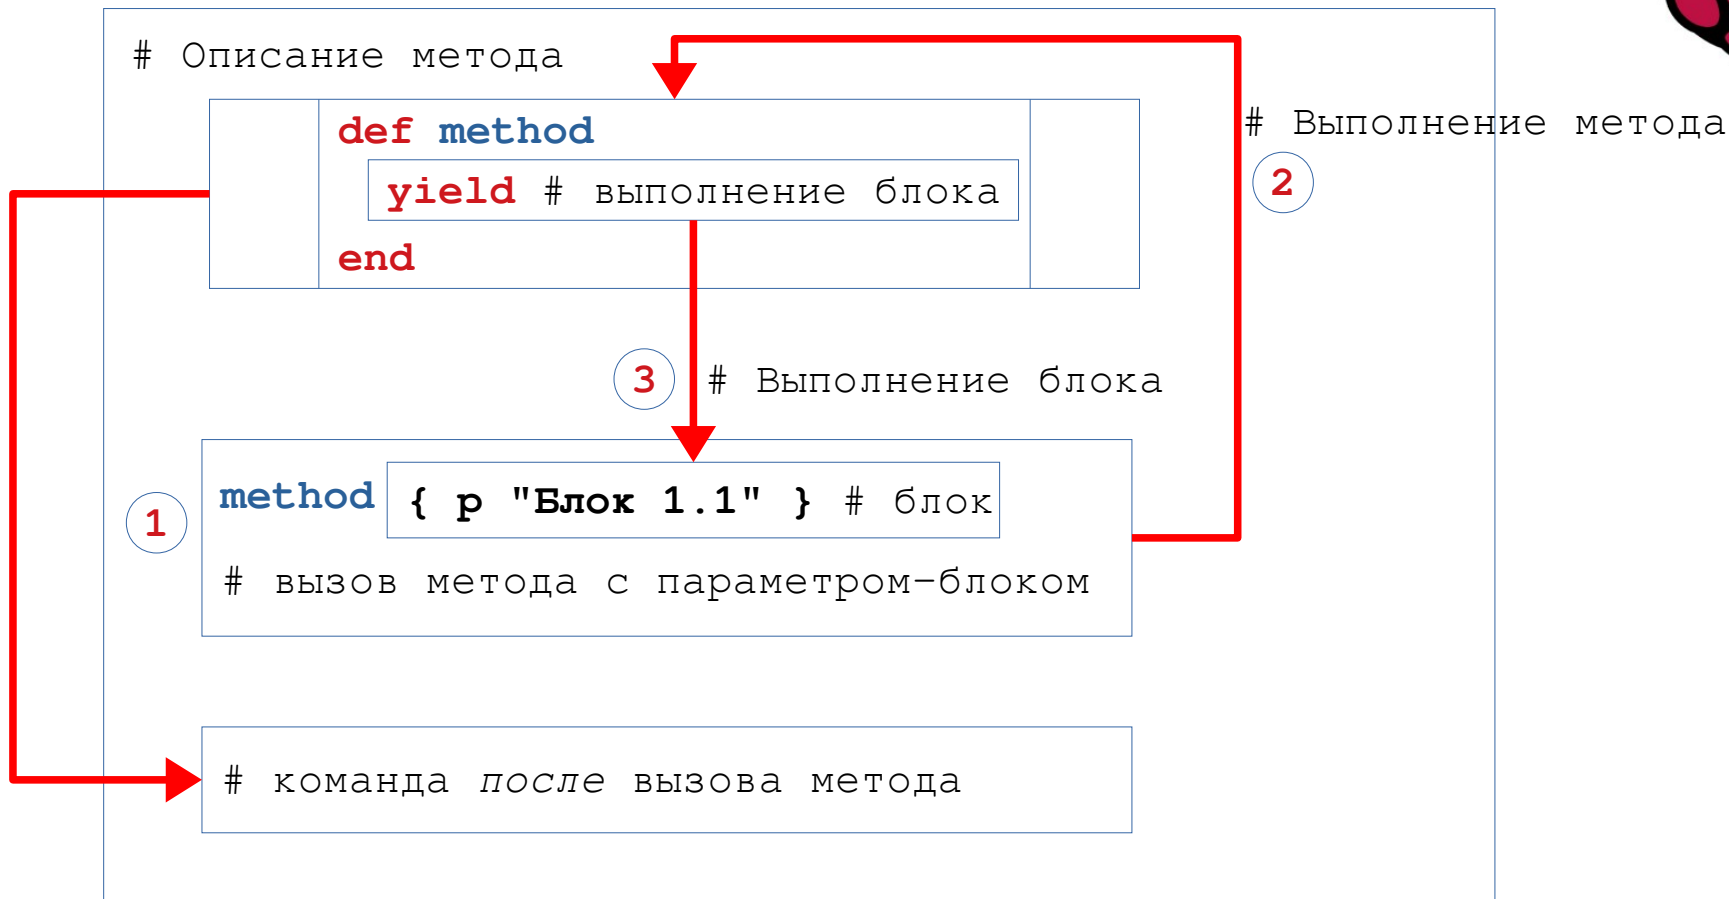 # Описание метода
def method
# Выполнение метода
yield # выполнение блока
2
end
3 # Выполнение блока
method { p "Блок 1.1" } # блок
1
# вызов метода с параметром-блоком
# команда после вызова метода